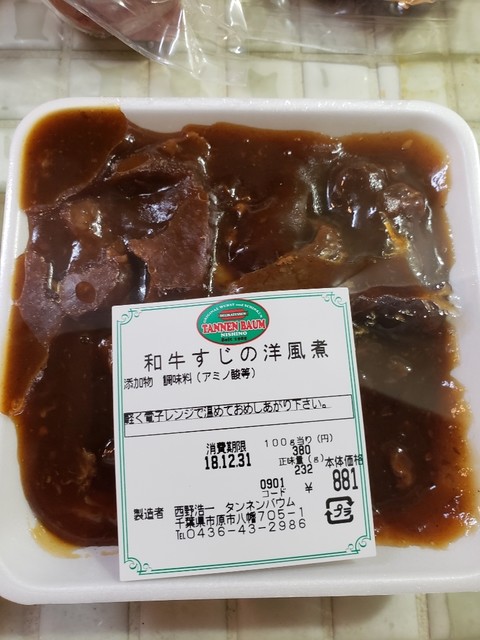 TANNEN BAUM
NISHINO
和牛すじの洋風煮
添加物 調味料(アミノ酸等)
軽く電子レンジで温めておめしあがり下さい。
消費期限
18.12.31
100g当り(円)
380
正味量(g)
232
本体価格
¥ 881
0901
コード
プラ
製造者 西野浩一 タンネンバウム
千葉県市原市八幡705-1
TEL0436-43-2986